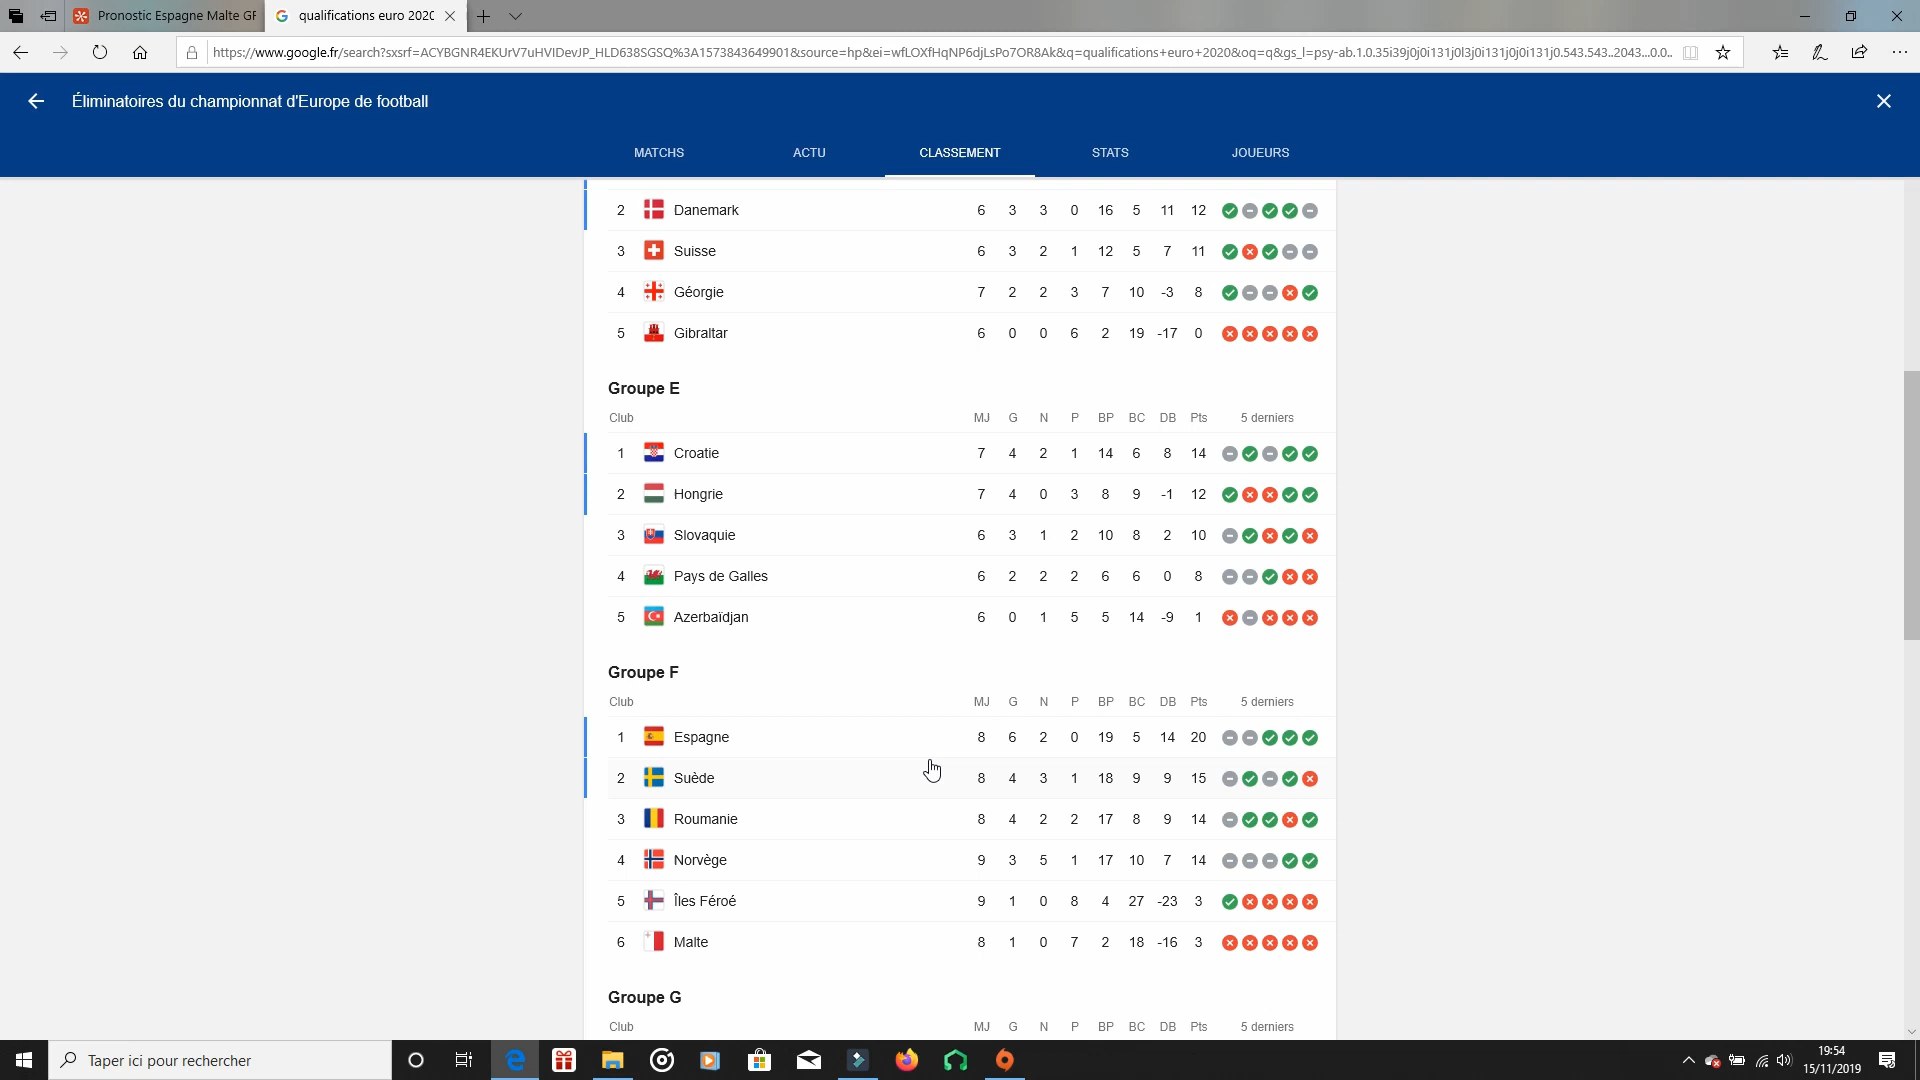 Pronostic Espagne Malte GF
qualifications euro 202
https://www.google.fr/search?sxsrf=ACYBGNR4EKUrV7uHVIDevJP_HLD638SGSQ%3A1573843649901&source=hp&ei=wfLOXfHqNP6djLsPo7OR8Ak&q=qualifications+euro+2020&oq=q&gs_l=psy-ab.1.0.35i39j0j0i131j0l3j0i131j0j0i131j0.543.543..2043...0.0..
Éliminatoires du championnat d'Europe de football
MATCHS ACTU CLASSEMENT STATS JOUEURS
2 Danemark 6 3 3 0 16 5 11 12
3 Suisse 6 3 2 1 12 5 7 11
4 Géorgie 7 2 2 3 7 10 -3 8
5 Gibraltar 6 0 0 6 2 19 -17 0
Groupe E
Club MJ G N P BP BC DB Pts 5 derniers
1 Croatie 7 4 2 1 14 6 8 14
2 Hongrie 7 4 0 3 8 9 -1 12
3 Slovaquie 6 3 1 2 10 8 2 10
4 Pays de Galles 6 2 2 2 6 6 0 8
5 Azerbaïdjan 6 0 1 5 5 14 -9 1
Groupe F
Club MJ G N P BP BC DB Pts 5 derniers
1 Espagne 8 6 2 0 19 5 14 20
2 Suède 8 4 3 1 18 9 9 15
3 Roumanie 8 4 2 2 17 8 9 14
4 Norvège 9 3 5 1 17 10 7 14
5 Îles Féroé 9 1 0 8 4 27 -23 3
6 Malte 8 1 0 7 2 18 -16 3
Groupe G
Club MJ G N P BP BC DB Pts 5 derniers
Taper ici pour rechercher
19:54
15/11/2019